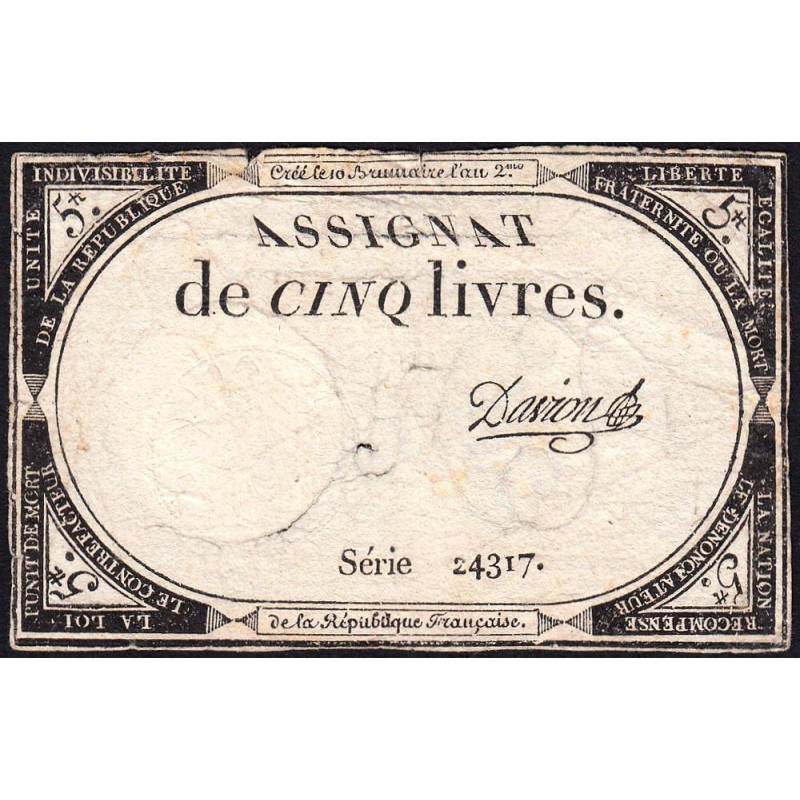 Créé le 10 Brumaire l'an 2.me
UNITE INDIVISIBILITE
DE LA RÉPUBLIQUE
5#.
LIBERTE EGALITE
FRATERNITE OU LA MORT
5#.
ASSIGNAT
de CINQ livres.
Davion
Série 24317.
LA LOI PUNIT DE MORT
LE CONTREFACTEUR
5#.
LA NATION RECOMPENSE
LE DENONCIATEUR
5#.
de la République Française.